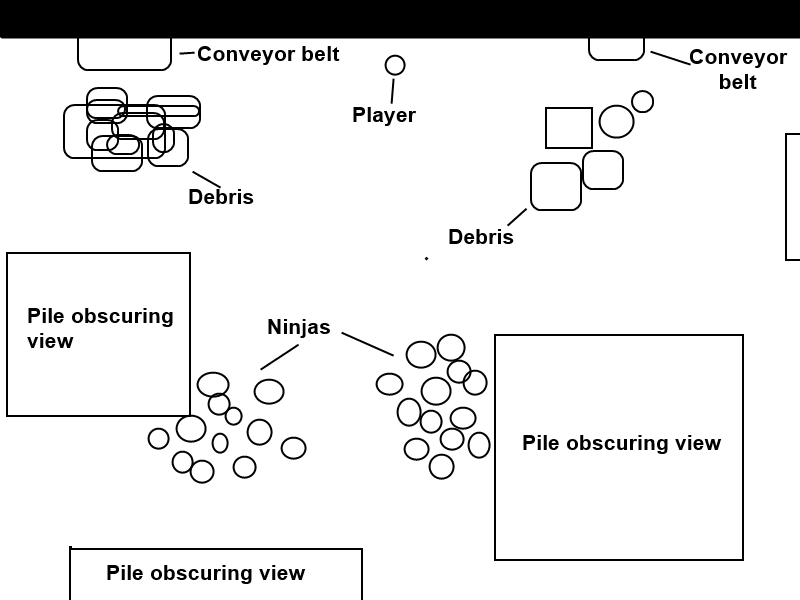 Conveyor belt
Conveyor
belt
Player
Debris
Debris
Pile obscuring
view
Ninjas
Pile obscuring view
Pile obscuring view